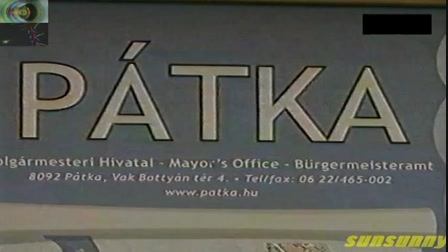 PÁTKA
olgármesteri Hivatal - Mayor's Office - Bürgermeisteramt
8092 Pátka, Vak Bottyán tér 4. • Tel/fax: 06 22/465-002
www.patka.hu
sunsunny